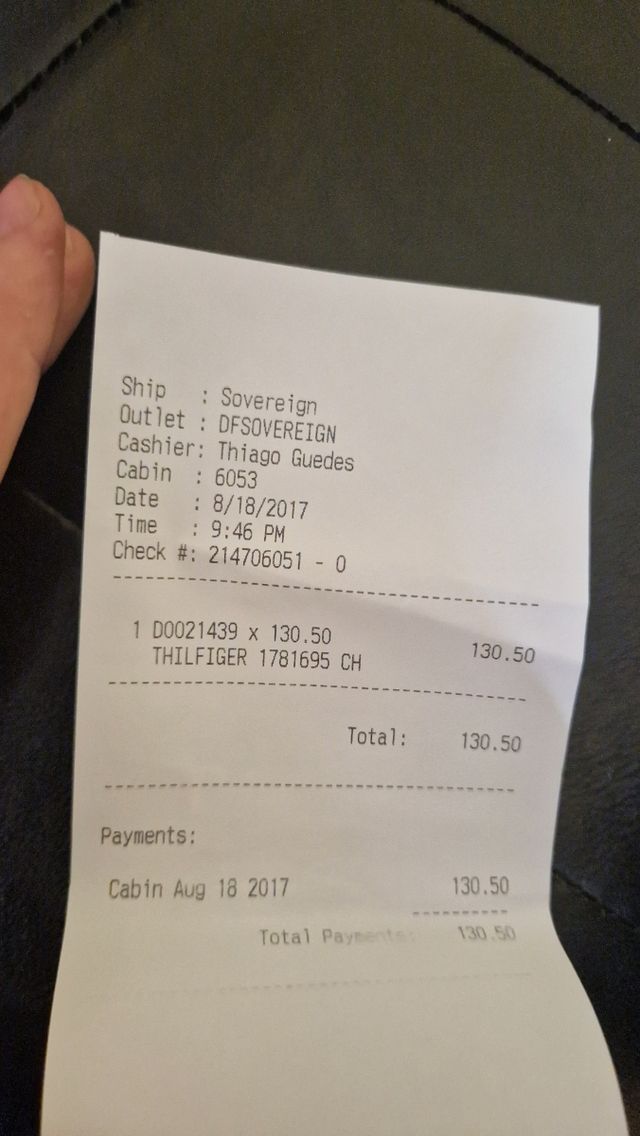 Ship : Sovereign
Outlet : DFSOVEREIGN
Cashier: Thiago Guedes
Cabin : 6053
Date : 8/18/2017
Time : 9:46 PM
Check #: 214706051 - 0
1 D0021439 x 130.50 130.50
THILFIGER 1781695 CH
Total: 130.50
Payments:
Cabin Aug 18 2017 130.50
Total Payments: 130.50